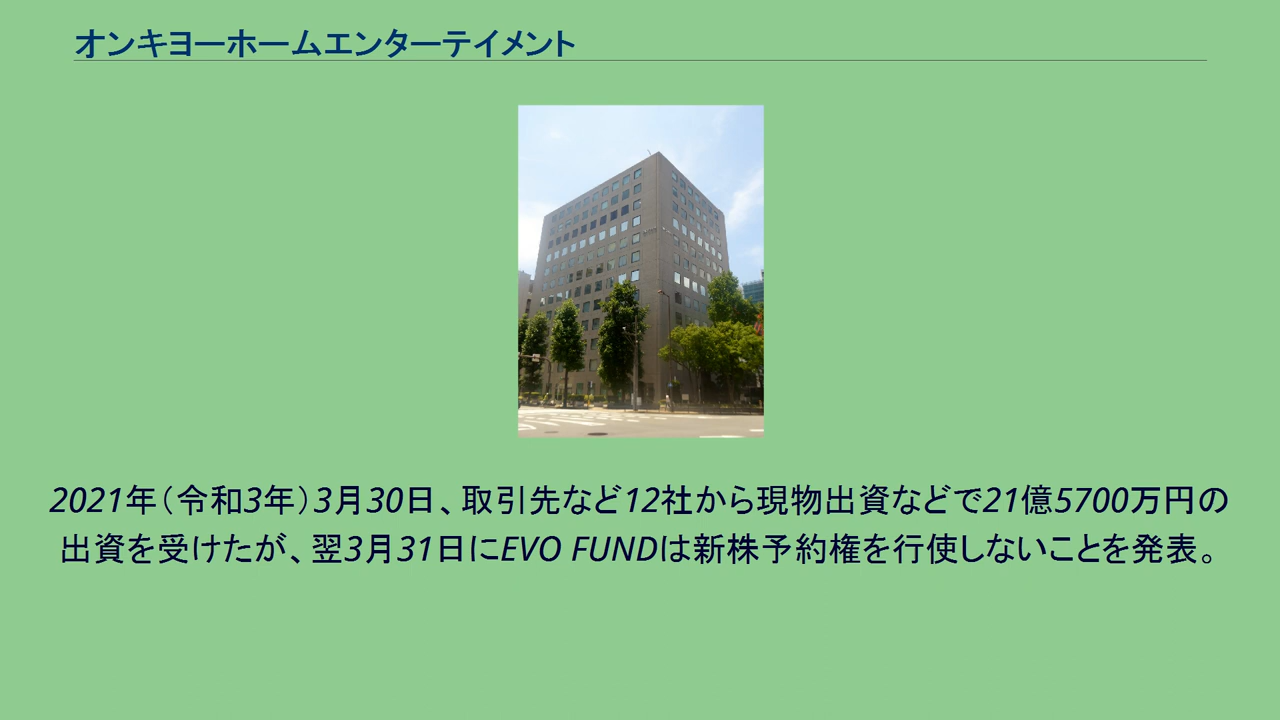 オンキヨーホームエンターテイメント
2021年（令和3年）3月30日、取引先など12社から現物出資などで21億5700万円の
出資を受けたが、翌3月31日にEVO FUNDは新株予約権を行使しないことを発表。